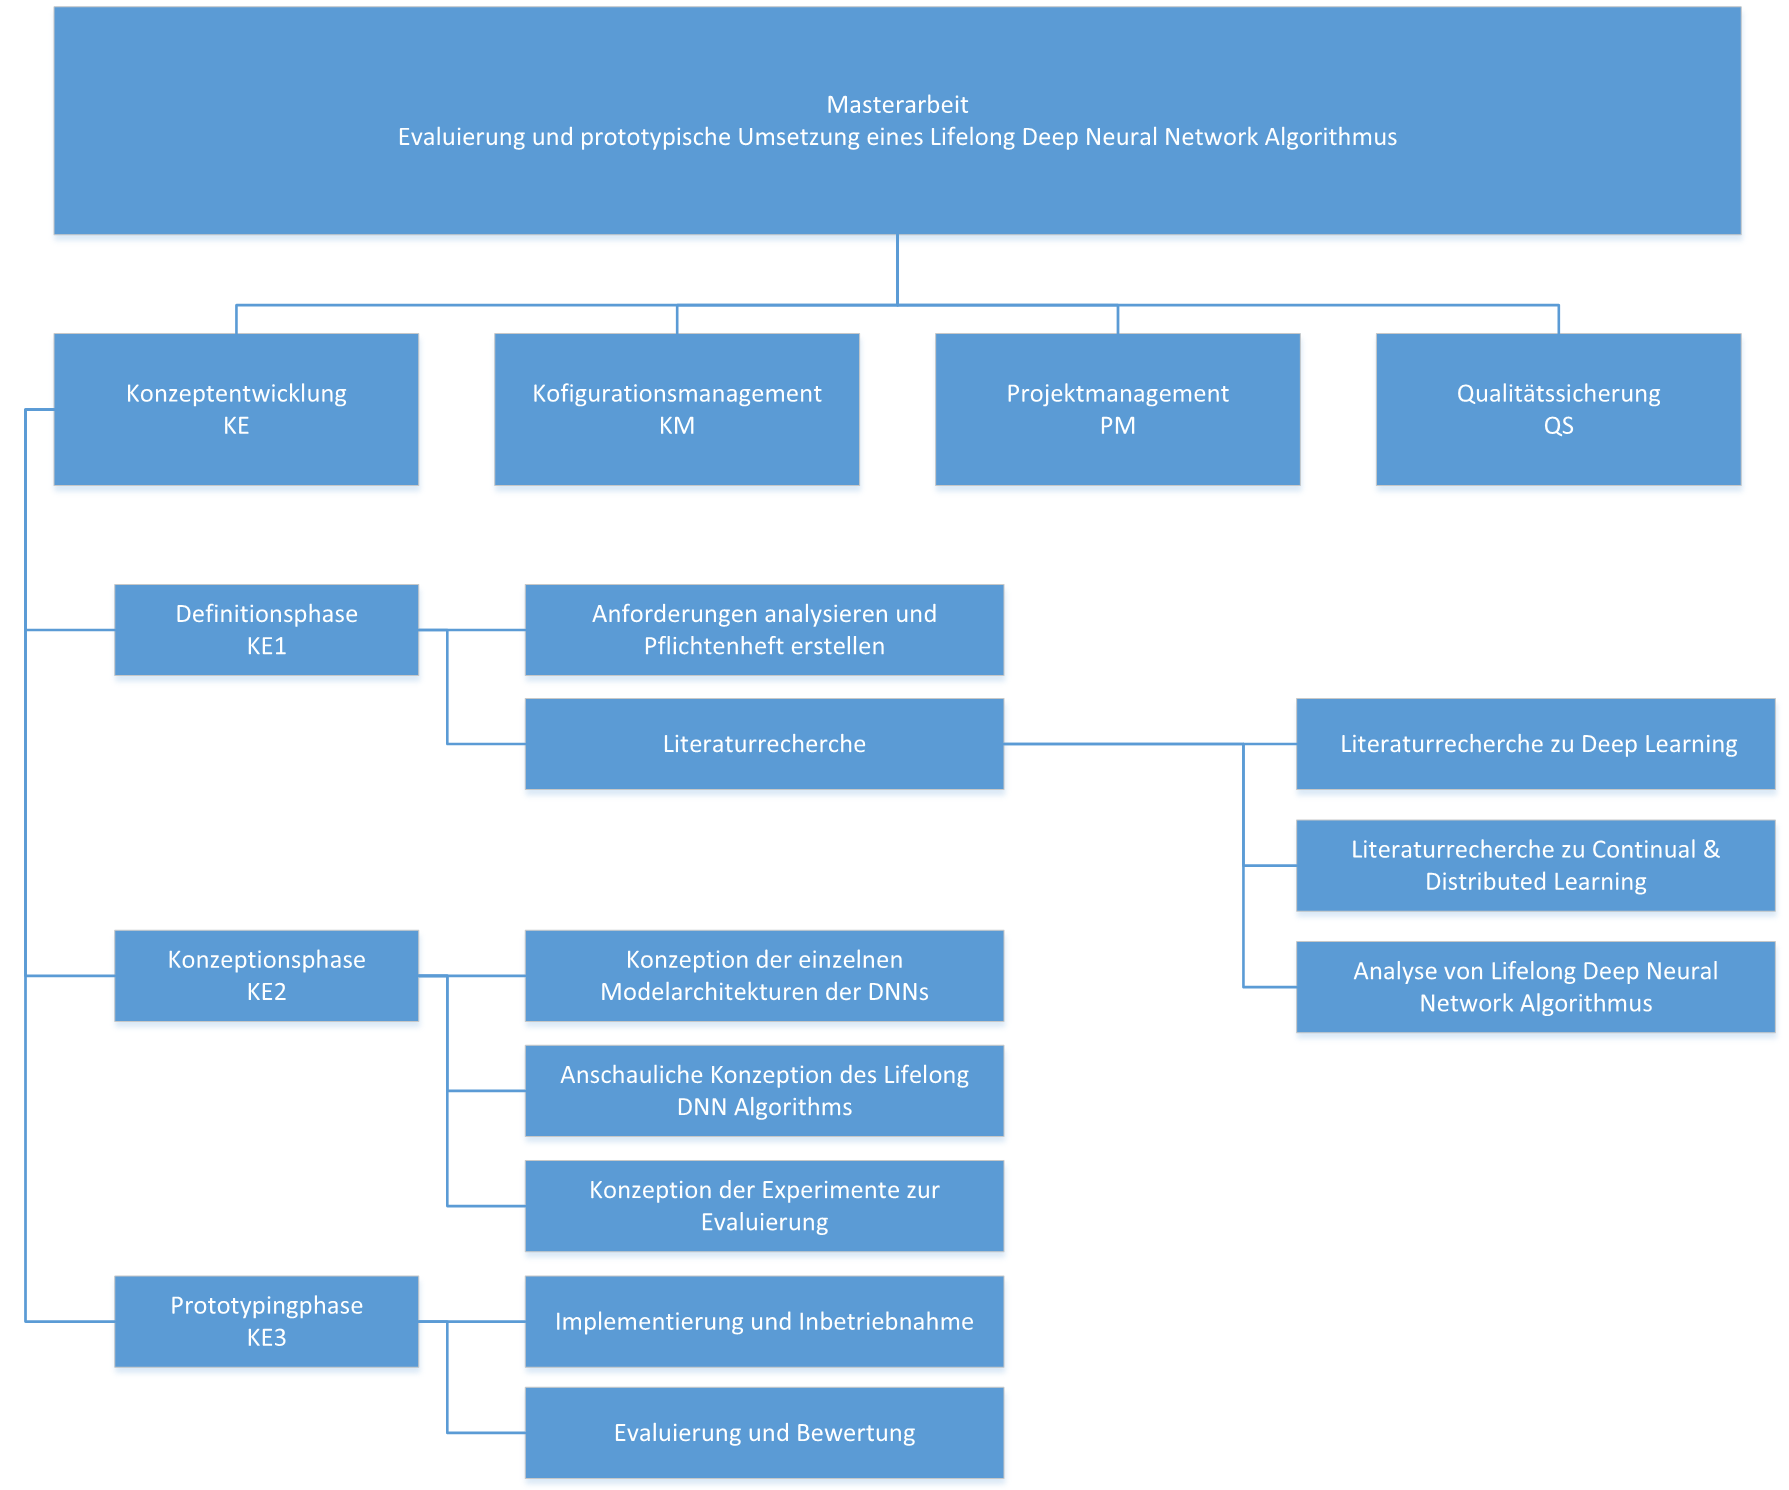 Masterarbeit
Evaluierung und prototypische Umsetzung eines Lifelong Deep Neural Network Algorithmus
Konzeptentwicklung
KE
Kofigurationsmanagement
KM
Projektmanagement
PM
Qualitätssicherung
QS
Definitionsphase
KE1
Anforderungen analysieren und
Pflichtenheft erstellen
Literaturrecherche
Literaturrecherche zu Deep Learning
Literaturrecherche zu Continual &
Distributed Learning
Analyse von Lifelong Deep Neural
Network Algorithmus
Konzeptionsphase
KE2
Konzeption der einzelnen
Modelarchitekturen der DNNs
Anschauliche Konzeption des Lifelong
DNN Algorithms
Konzeption der Experimente zur
Evaluierung
Prototypingphase
KE3
Implementierung und Inbetriebnahme
Evaluierung und Bewertung